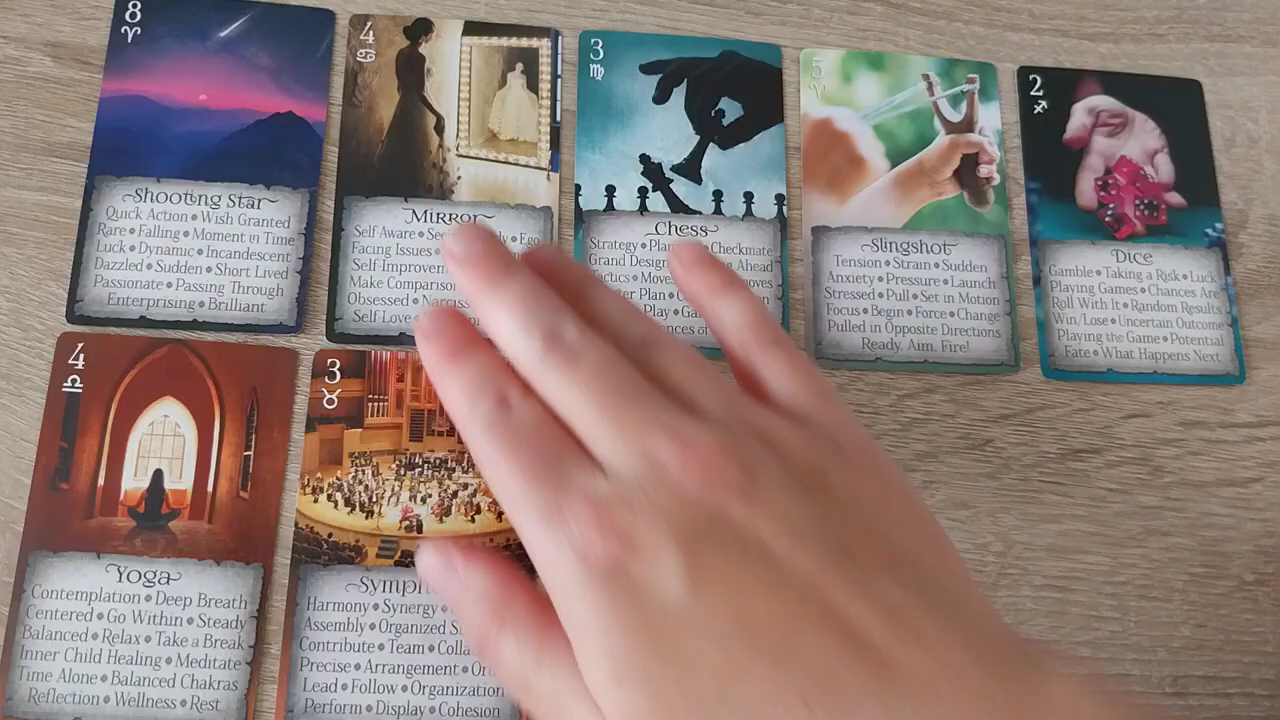 8
♈
Shooting Star
Quick Action • Wish Granted
Rare • Falling • Moment in Time
Luck • Dynamic • Incandescent
Dazzled • Sudden • Short Lived
Passionate • Passing Through
Enterprising • Brilliant
4
♋
Mirror
Self Aware • Ego
Facing Issues •
Self
Make Comparison
Obsessed •
Self Love
3
♍
Chess
Strategy • Checkmate
Grand Design Ahead
Tactics •
Plan •
Play •
5
♈
Slingshot
Tension • Strain • Sudden
Anxiety • Pressure • Launch
Stressed • Pull • Set in Motion
Focus • Begin • Force • Change
Pulled in Opposite Directions
Ready. Aim. Fire!
2
♐
Dice
Gamble • Taking a Risk • Luck
Playing Games • Chances Are
Roll With It • Random Results
Win/Lose • Uncertain Outcome
Playing the Game • Potential
Fate • What Happens Next
4
♎
Yoga
Contemplation • Deep Breath
Centered • Go Within • Steady
Balanced • Relax • Take a Break
Inner Child Healing • Meditate
Time Alone • Balanced Chakras
Reflection • Wellness • Rest
3
♉
Harmony • Synergy •
Assembly • Organized
Contribute • Team •
Precise • Arrangement •
Lead • Follow • Organization
Perform • Display • Cohesion